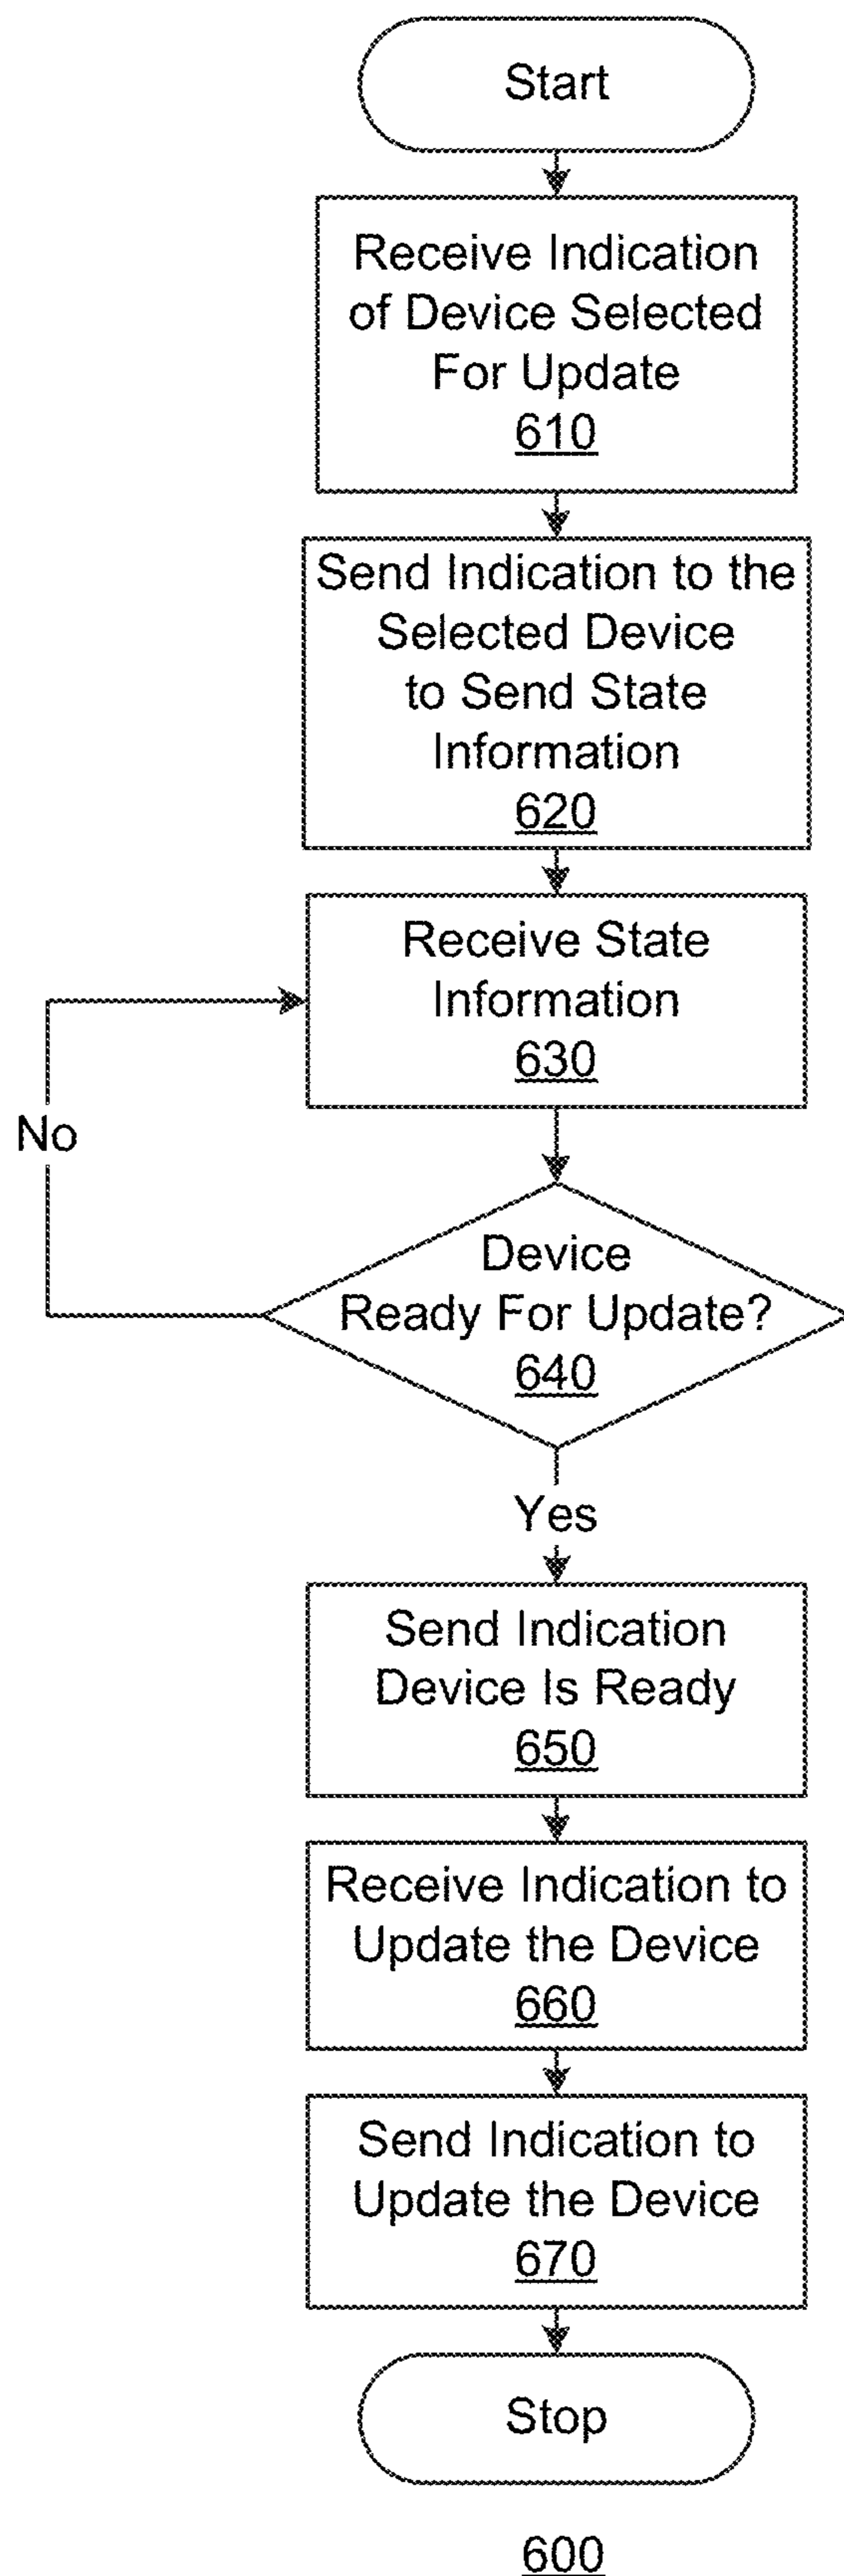 Start
Receive Indication
of Device Selected
For Update
610
Send Indication to the
Selected Device
to Send State
Information
620
Receive State
Information
630
No
Device
Ready For Update?
640
Yes
Send Indication
Device Is Ready
650
Receive Indication to
Update the Device
660
Send Indication to
Update the Device
670
Stop
600